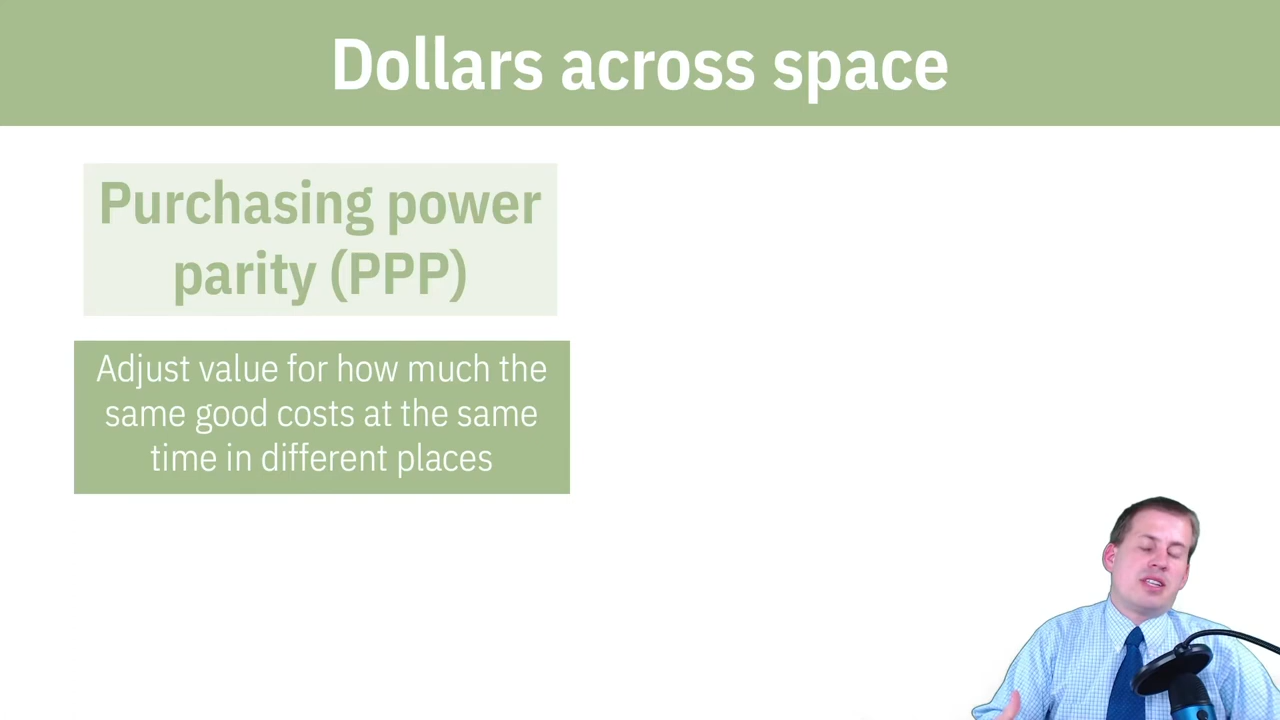 Dollars across space
Purchasing power
parity (PPP)
Adjust value for how much the
same good costs at the same
time in different places